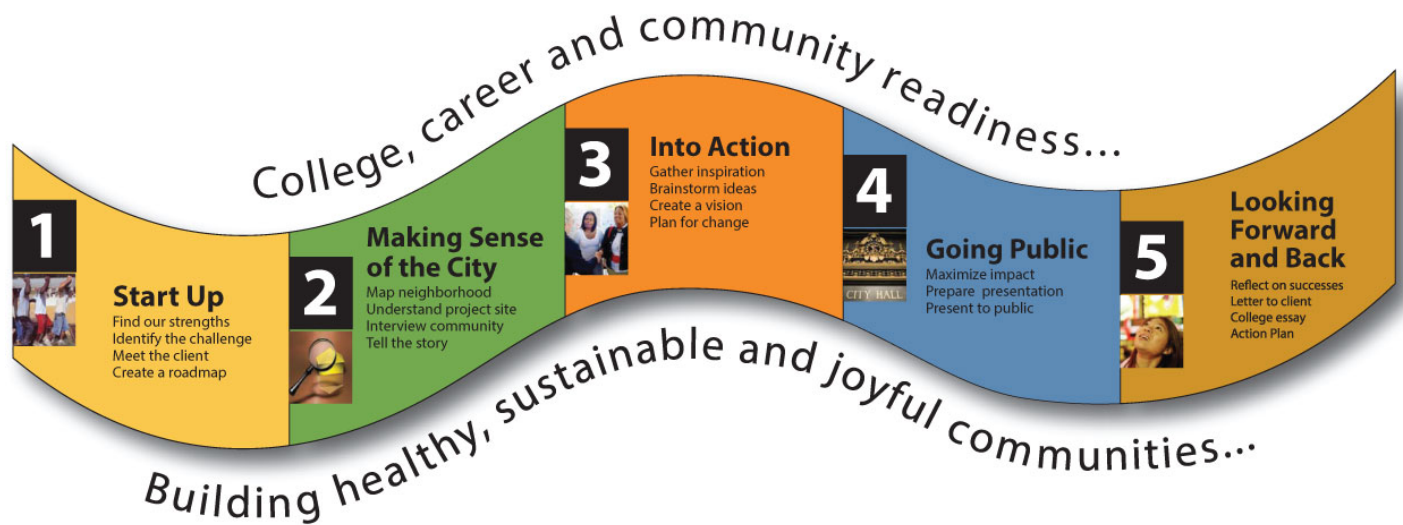 College, career and community readiness...
1
Start Up
Find our strengths
Identify the challenge
Meet the client
Create a roadmap
2
Making Sense
of the City
Map neighborhood
Understand project site
Interview community
Tell the story
3
Into Action
Gather inspiration
Brainstorm ideas
Create a vision
Plan for change
4
CITY HALL
Going Public
Maximize impact
Prepare presentation
Present to public
5
Looking
Forward
and Back
Reflect on successes
Letter to client
College essay
Action Plan
Building healthy, sustainable and joyful communities...